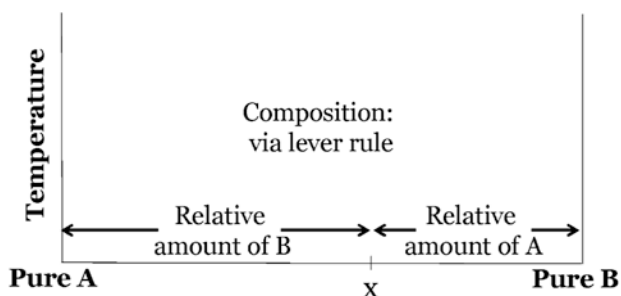 Temperature
Composition:
via lever rule
Relative
amount of B
Relative
amount of A
Pure A
x
Pure B